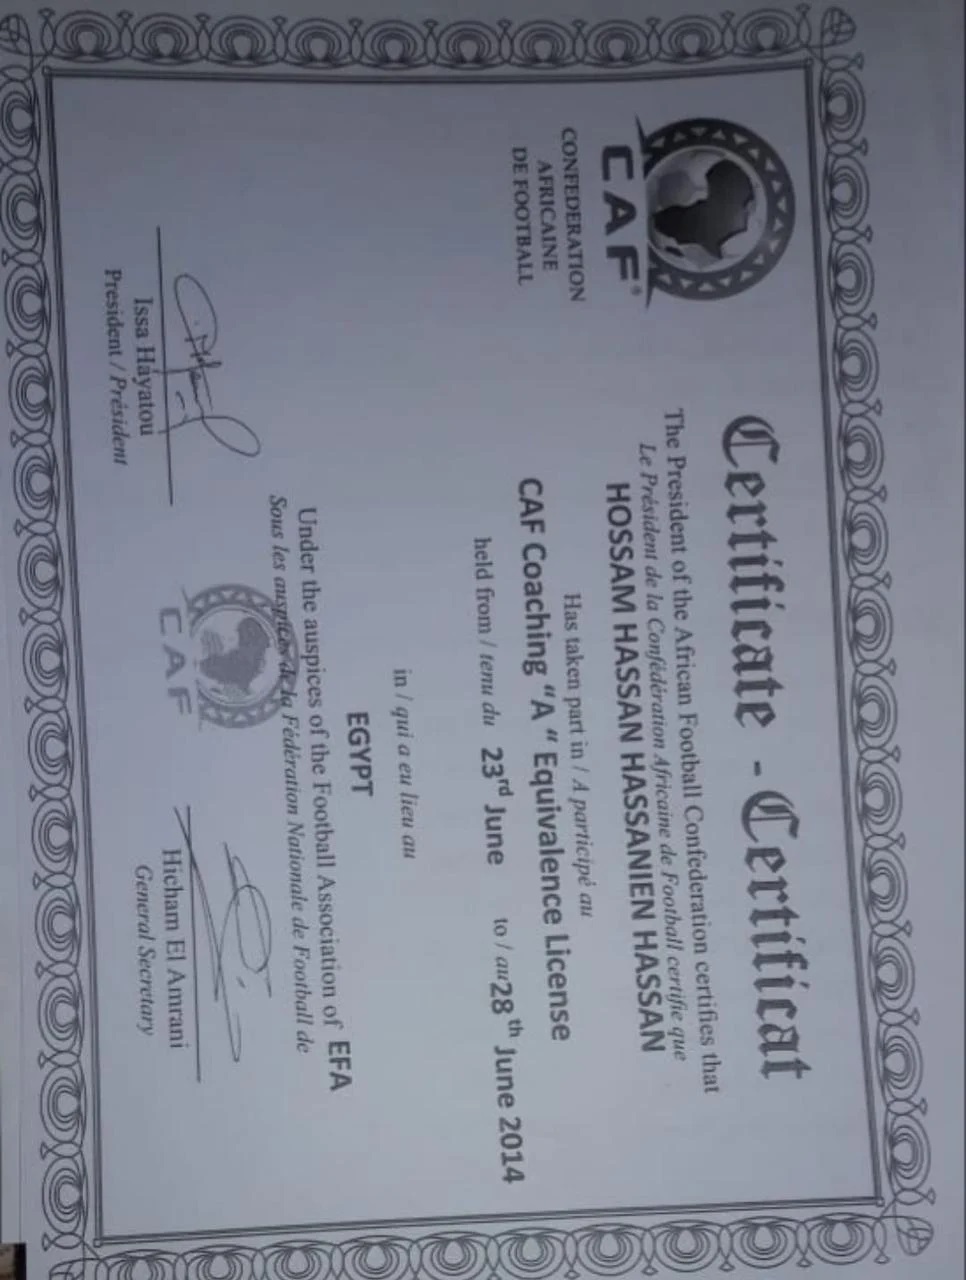 CAF®
CONFEDERATION
AFRICAINE
DE FOOTBALL
Certificate - Certificat
The President of the African Football Confederation certifies that
Le Président de la Confédération Africaine de Football certifie que
HOSSAM HASSAN HASSANIEN HASSAN
Has taken part in / A participé au
CAF Coaching “A “ Equivalence License
held from / tenu du 23rd June to / au28 th June 2014
in / qui a eu lieu au
EGYPT
Under the auspices of the Football Association of EFA
Sous les auspices de la Fédération Nationale de Football de
CAF
Issa Hayatou
President / Président
Hicham El Amrani
General Secretary